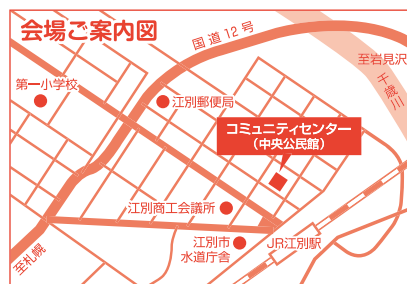 会場ご案内図
国道12号
至岩見沢
千歳川
第一小学校
江別郵便局
コミュニティセンター
（中央公民館）
江別商工会議所
江別市
水道庁舎
JR江別駅
至札幌